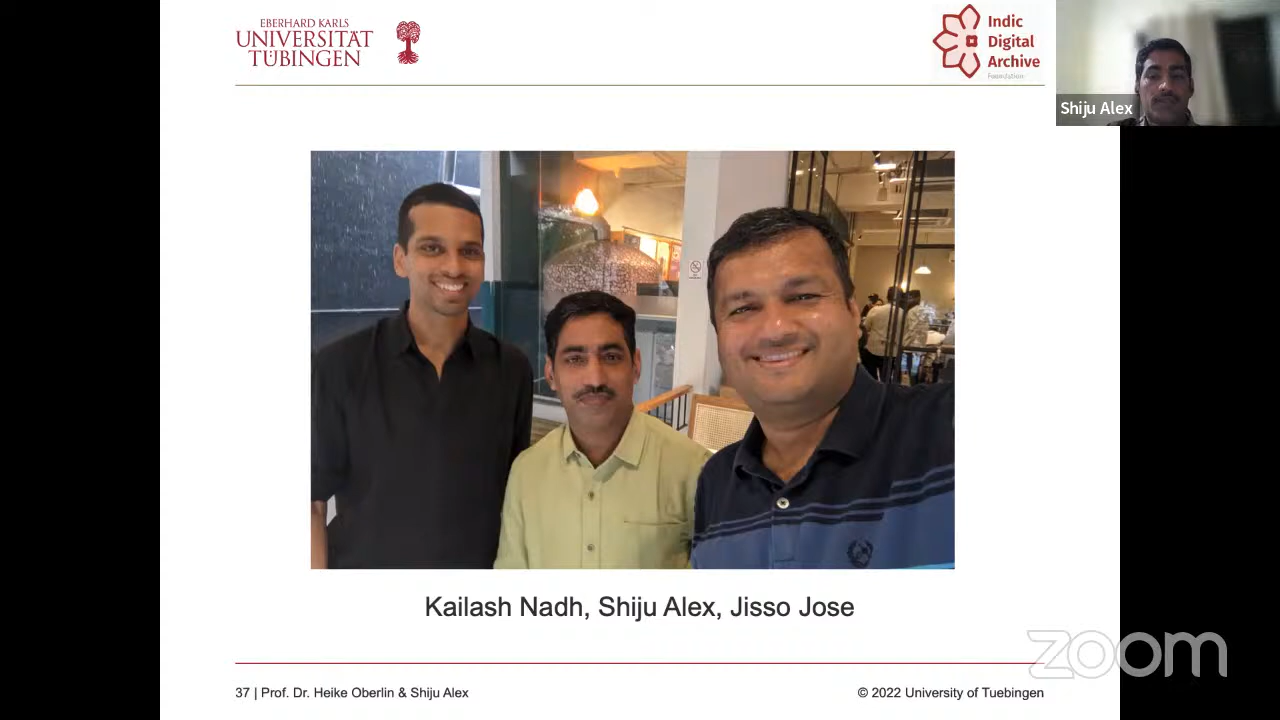 EBERHARD KARLS
UNIVERSITÄT
TÜBINGEN
Indic
Digital
Archive
Foundation
Shiju Alex
Kailash Nadh, Shiju Alex, Jisso Jose
zoom
37 | Prof. Dr. Heike Oberlin & Shiju Alex
© 2022 University of Tuebingen